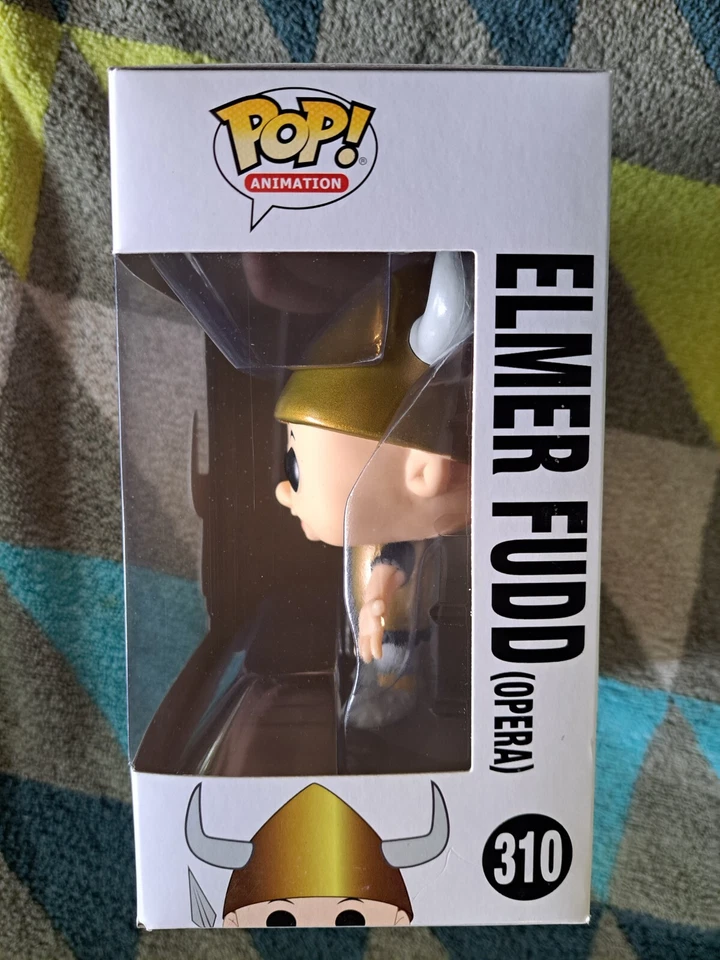 POP!
®
ANIMATION
ELMER FUDD
(OPERA)
310